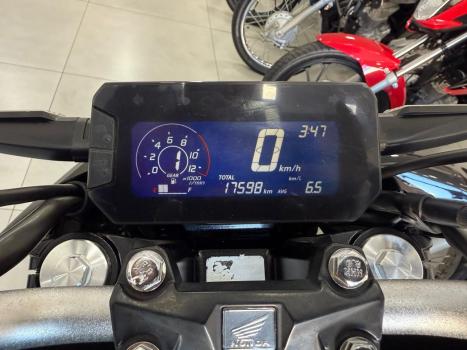 3:47
0 km/h
0 2 4 6 8 10 12
1
GEAR
x1000
r/min
F
TOTAL
17598 km
km/L
AVG 6.5
HONDA